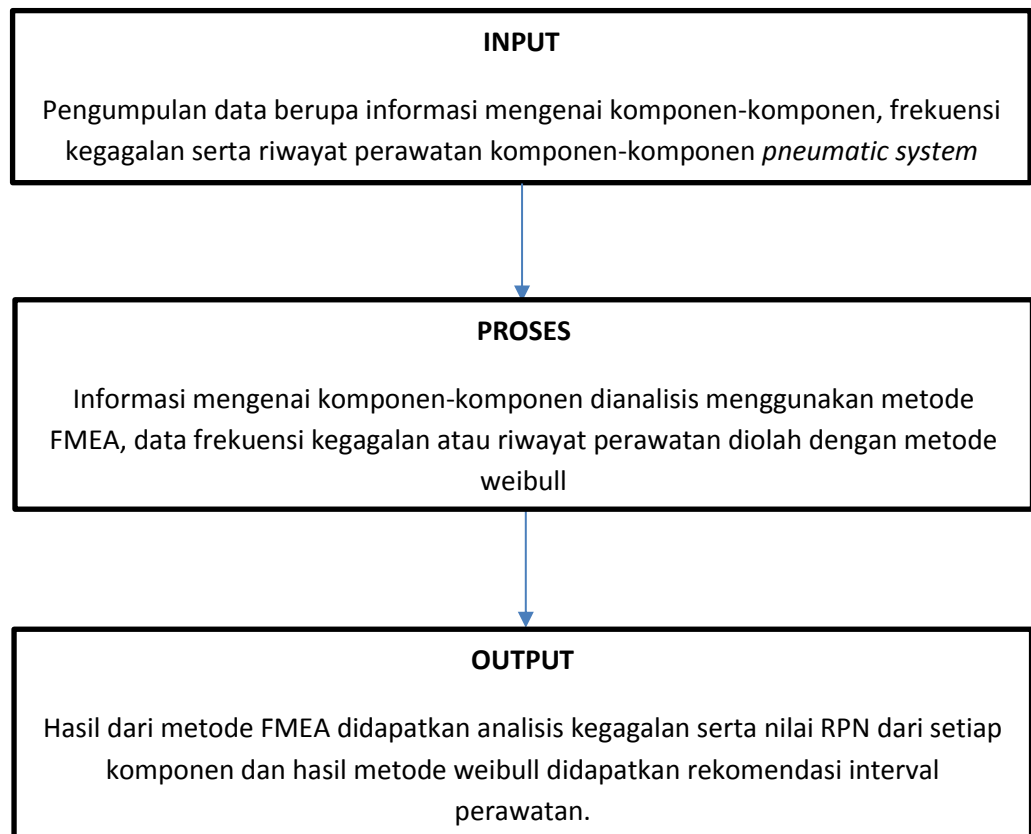 INPUT
Pengumpulan data berupa informasi mengenai komponen-komponen, frekuensi
kegagalan serta riwayat perawatan komponen-komponen pneumatic system
PROSES
Informasi mengenai komponen-komponen dianalisis menggunakan metode
FMEA, data frekuensi kegagalan atau riwayat perawatan diolah dengan metode
weibull
OUTPUT
Hasil dari metode FMEA didapatkan analisis kegagalan serta nilai RPN dari setiap
komponen dan hasil metode weibull didapatkan rekomendasi interval
perawatan.